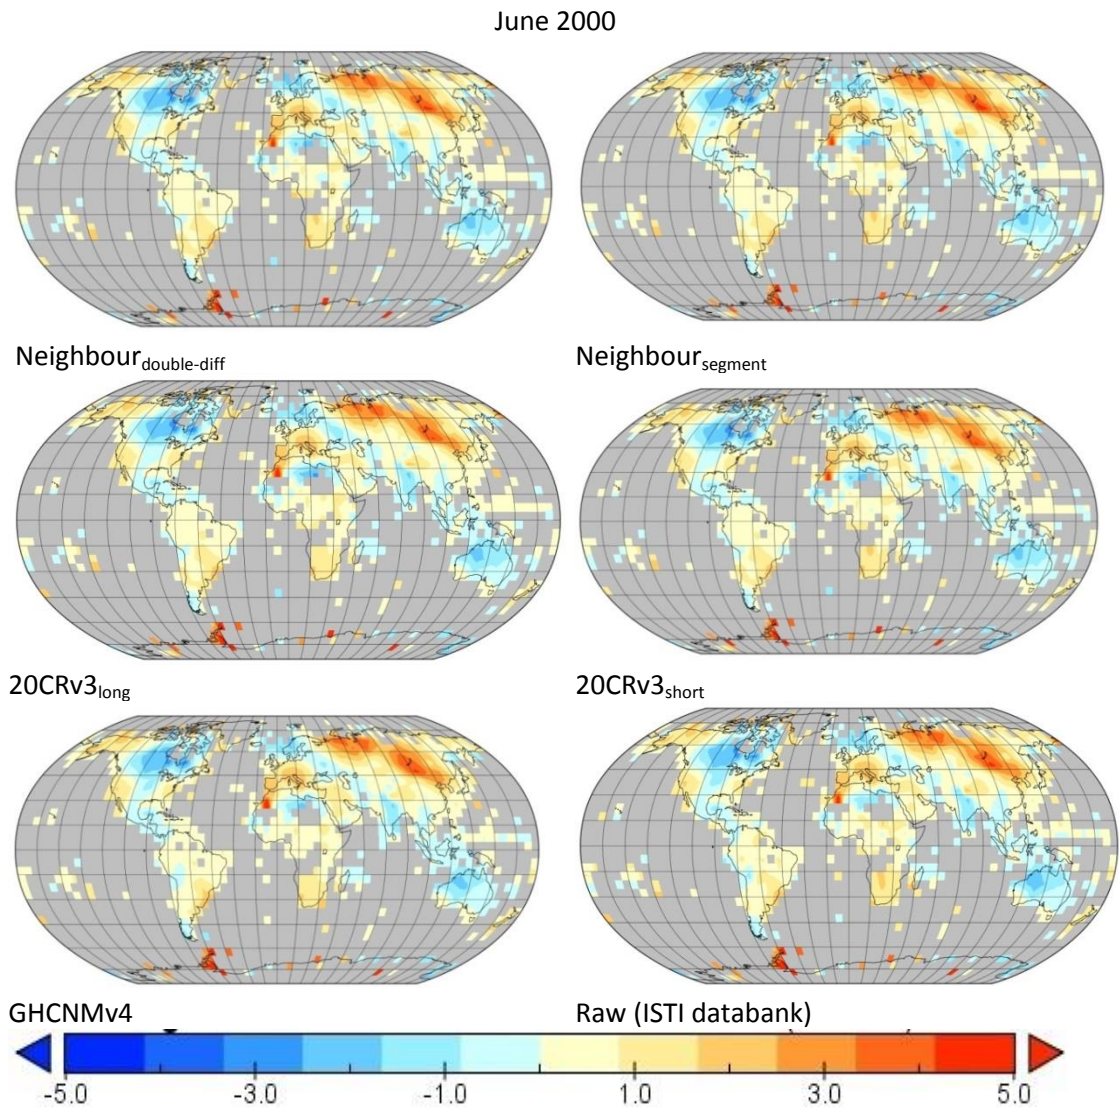 June 2000
Neighbourdouble-diff
Neighboursegment
20CRv3long
20CRv3short
GHCNMv4
Raw (ISTI databank)
-5.0 -3.0 -1.0 1.0 3.0 5.0